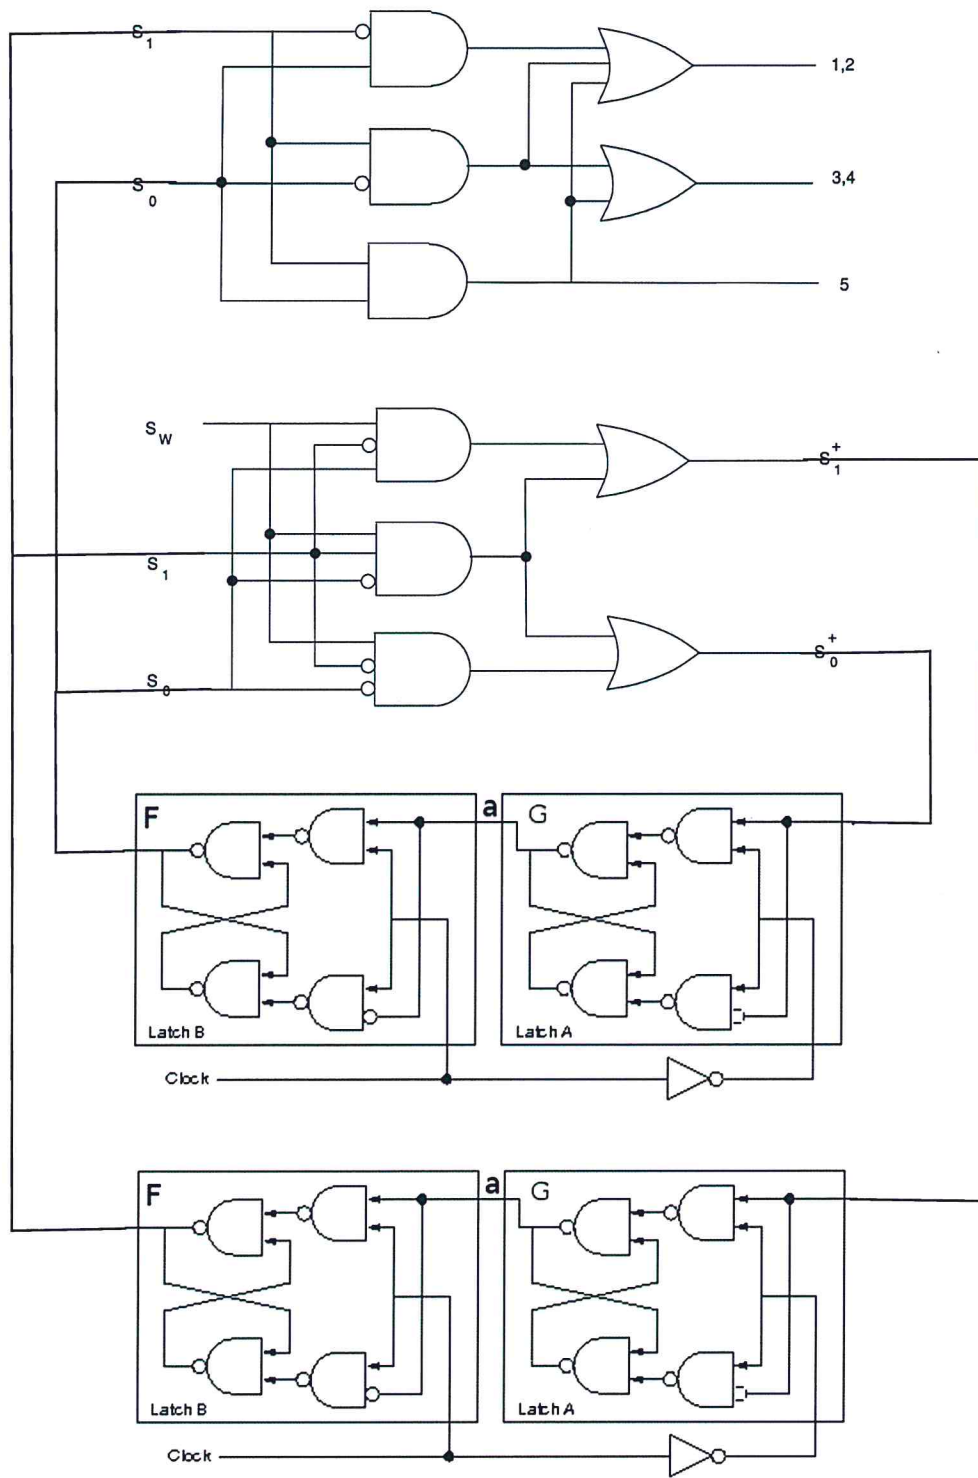 S1
1,2
S0
3,4
5
SW
S1+
S1
S0+
S0
F a G
Latch B Latch A
Clock
F a G
Latch B Latch A
Clock